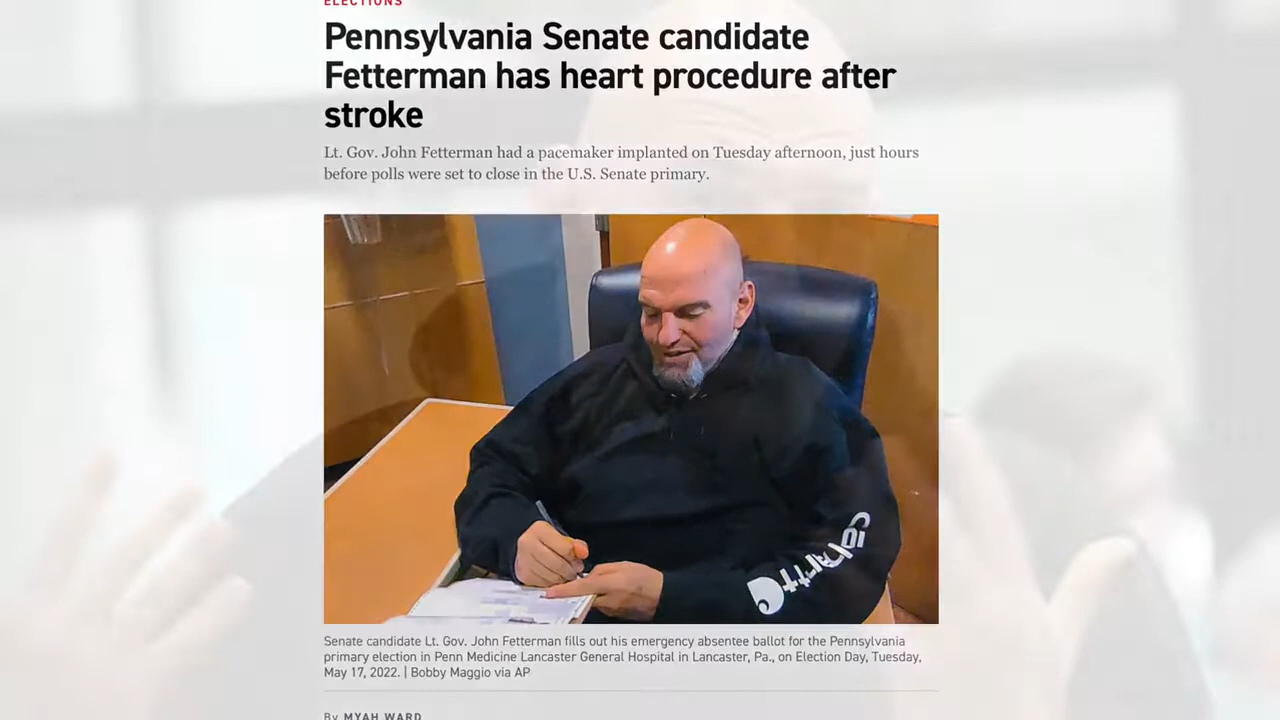 ELECTIONS
Pennsylvania Senate candidate
Fetterman has heart procedure after
stroke
Lt. Gov. John Fetterman had a pacemaker implanted on Tuesday afternoon, just hours
before polls were set to close in the U.S. Senate primary.
Carhartt
Senate candidate Lt. Gov. John Fetterman fills out his emergency absentee ballot for the Pennsylvania
primary election in Penn Medicine Lancaster General Hospital in Lancaster, Pa., on Election Day, Tuesday,
May 17, 2022. | Bobby Maggio via AP
By MYAH WARD